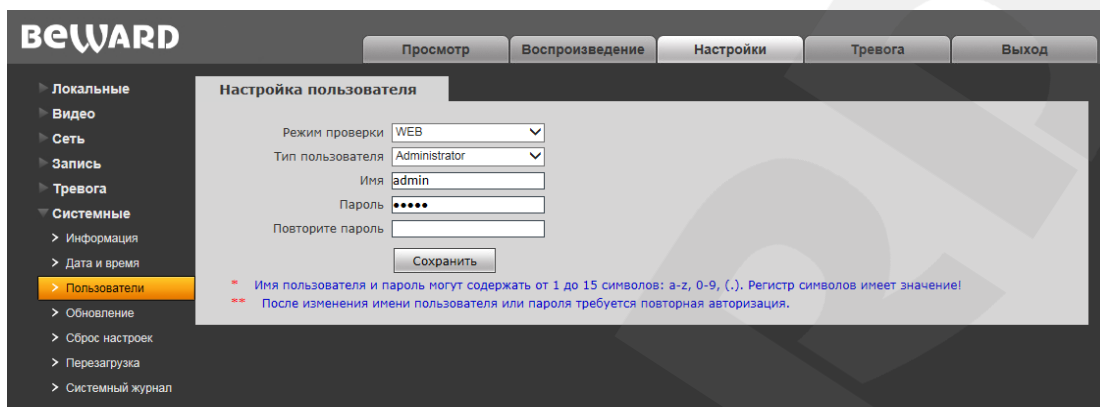 BEWARD
Просмотр
Воспроизведение
Настройки
Тревога
Выход
Локальные
Видео
Сеть
Запись
Тревога
Системные
> Информация
> Дата и время
> Пользователи
> Обновление
> Сброс настроек
> Перезагрузка
> Системный журнал
Настройка пользователя
Режим проверки WEB
Тип пользователя Administrator
Имя admin
Пароль •••••
Повторите пароль
Сохранить
* Имя пользователя и пароль могут содержать от 1 до 15 символов: a-z, 0-9, (.). Регистр символов имеет значение!
** После изменения имени пользователя или пароля требуется повторная авторизация.